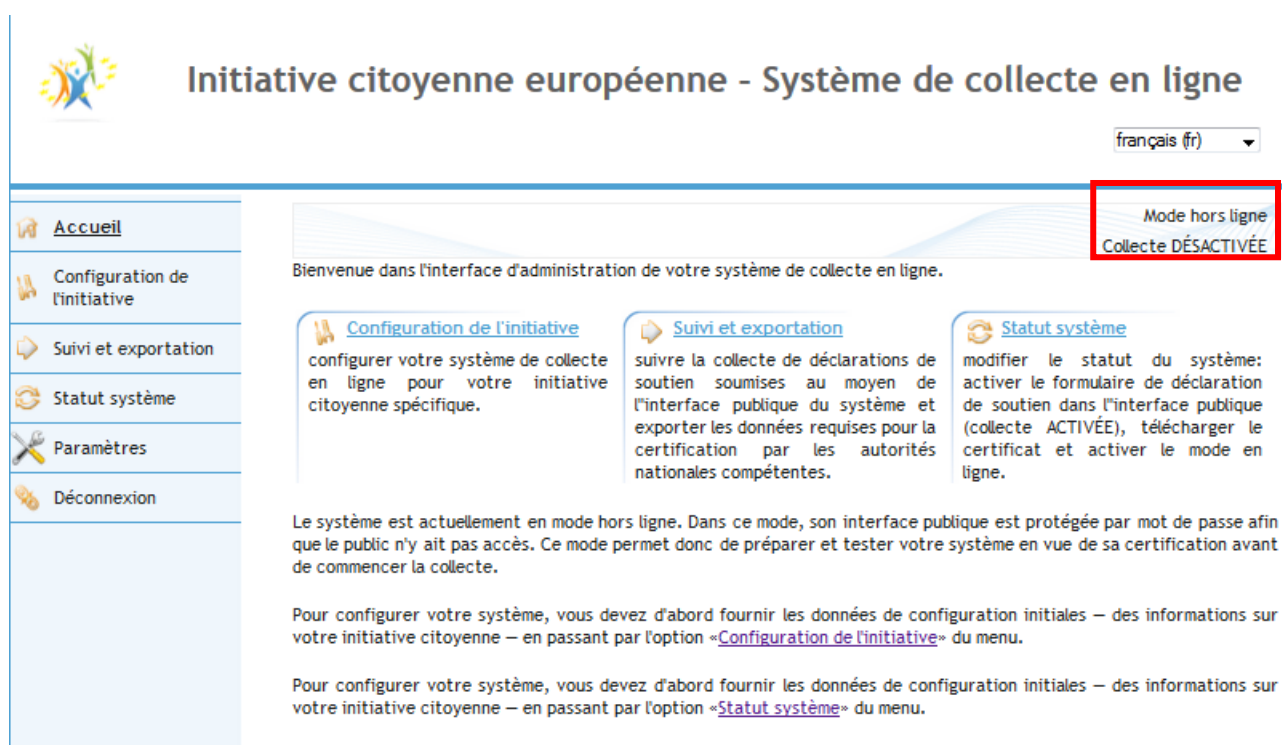 Initiative citoyenne européenne - Système de collecte en ligne
français (fr)
Mode hors ligne
Collecte DÉSACTIVÉE
Accueil
Configuration de
l'initiative
Suivi et exportation
Statut système
Paramètres
Déconnexion
Bienvenue dans l'interface d'administration de votre système de collecte en ligne.
Configuration de l'initiative
configurer votre système de collecte
en ligne pour votre initiative
citoyenne spécifique.
Suivi et exportation
suivre la collecte de déclarations de
soutien soumises au moyen de
l''interface publique du système et
exporter les données requises pour la
certification par les autorités
nationales compétentes.
Statut système
modifier le statut du système:
activer le formulaire de déclaration
de soutien dans l''interface publique
(collecte ACTIVÉE), télécharger le
certificat et activer le mode en
ligne.
Le système est actuellement en mode hors ligne. Dans ce mode, son interface publique est protégée par mot de passe afin
que le public n'y ait pas accès. Ce mode permet donc de préparer et tester votre système en vue de sa certification avant
de commencer la collecte.
Pour configurer votre système, vous devez d'abord fournir les données de configuration initiales — des informations sur
votre initiative citoyenne — en passant par l'option «Configuration de l'initiative» du menu.
Pour configurer votre système, vous devez d'abord fournir les données de configuration initiales — des informations sur
votre initiative citoyenne — en passant par l'option «Statut système» du menu.